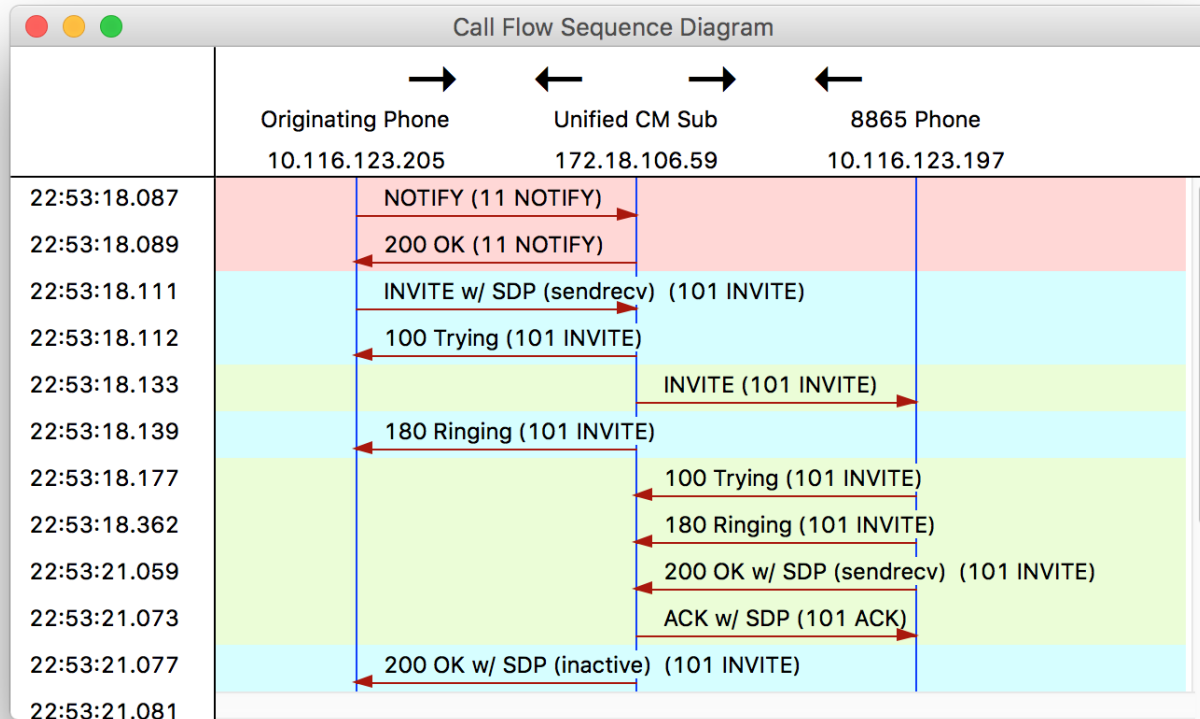 Call Flow Sequence Diagram
Originating Phone Unified CM Sub 8865 Phone
10.116.123.205 172.18.106.59 10.116.123.197
22:53:18.087 NOTIFY (11 NOTIFY)
22:53:18.089 200 OK (11 NOTIFY)
22:53:18.111 INVITE w/ SDP (sendrecv) (101 INVITE)
22:53:18.112 100 Trying (101 INVITE)
22:53:18.133 INVITE (101 INVITE)
22:53:18.139 180 Ringing (101 INVITE)
22:53:18.177 100 Trying (101 INVITE)
22:53:18.362 180 Ringing (101 INVITE)
22:53:21.059 200 OK w/ SDP (sendrecv) (101 INVITE)
22:53:21.073 ACK w/ SDP (101 ACK)
22:53:21.077 200 OK w/ SDP (inactive) (101 INVITE)
22:53:21.081